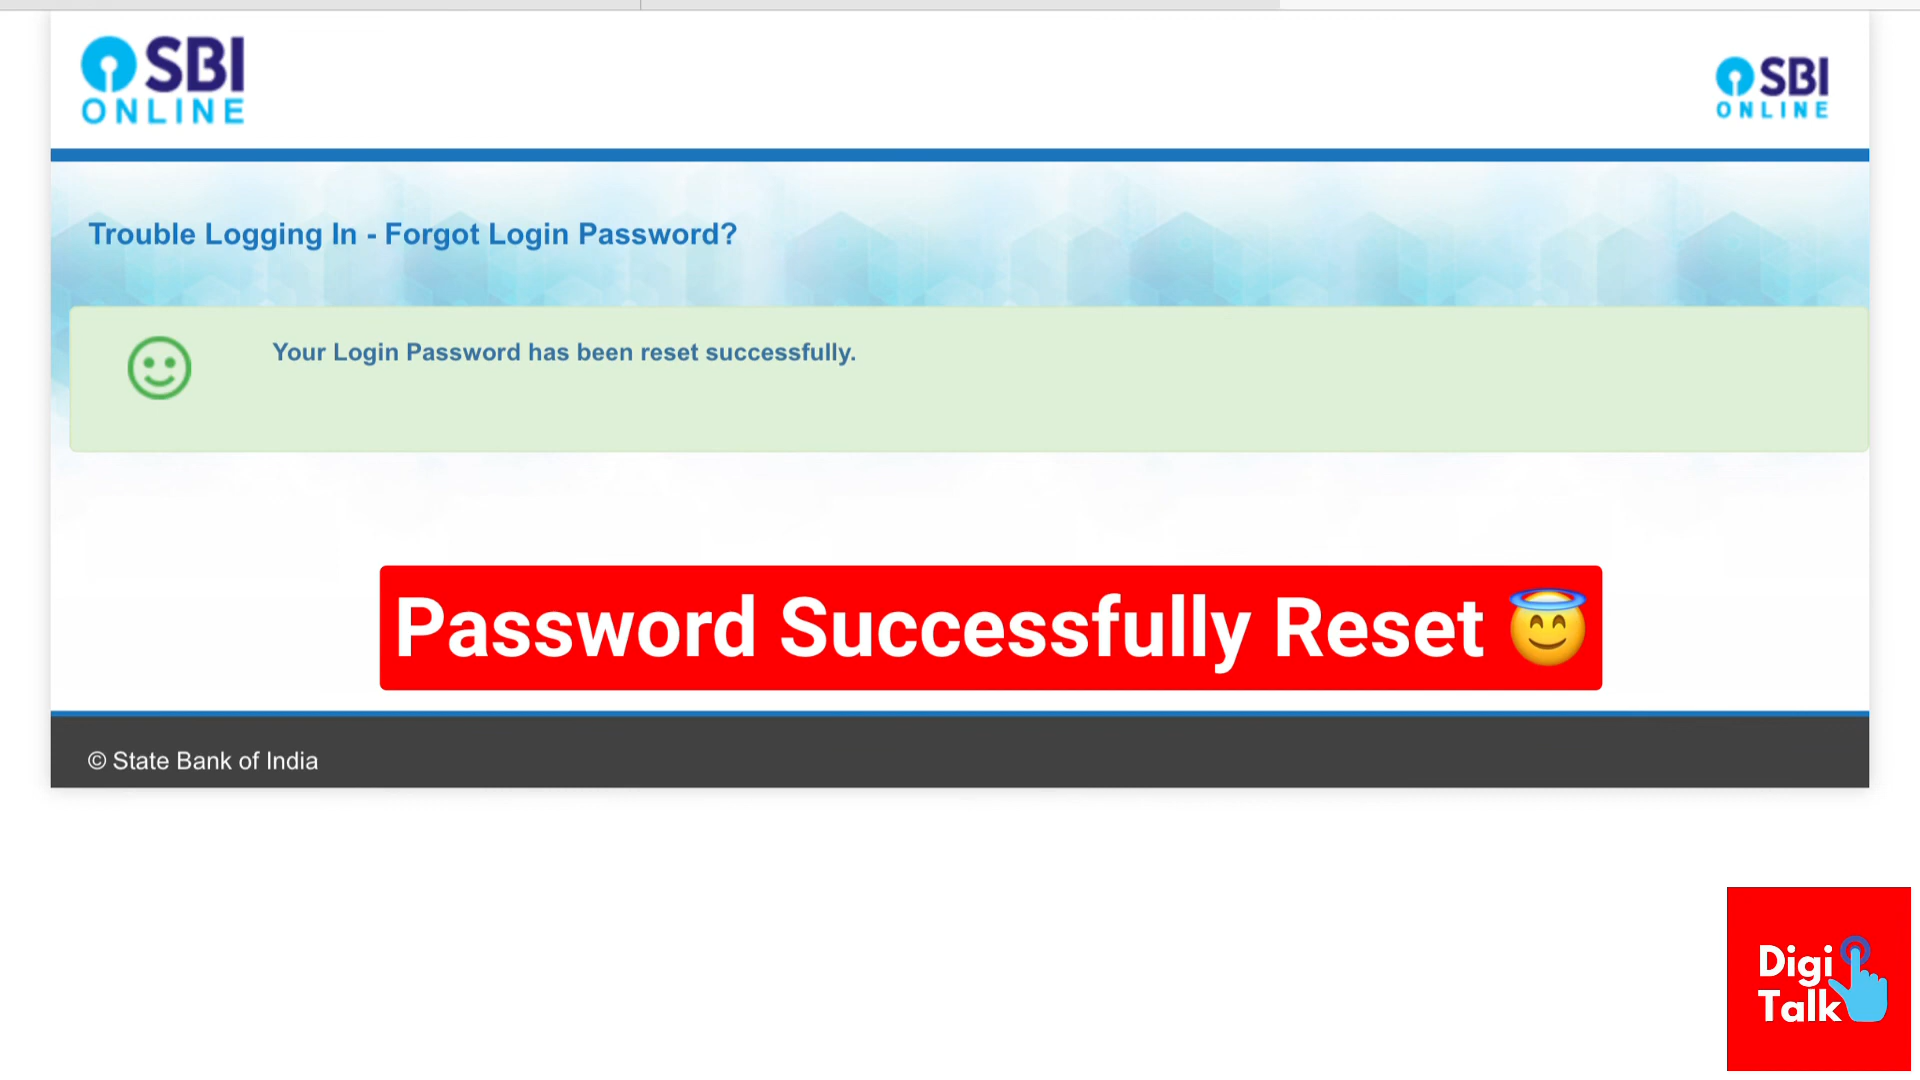 SBI
ONLINE
SBI
ONLINE
Trouble Logging In - Forgot Login Password?
Your Login Password has been reset successfully.
Password Successfully Reset 😇
© State Bank of India
Digi
Talk